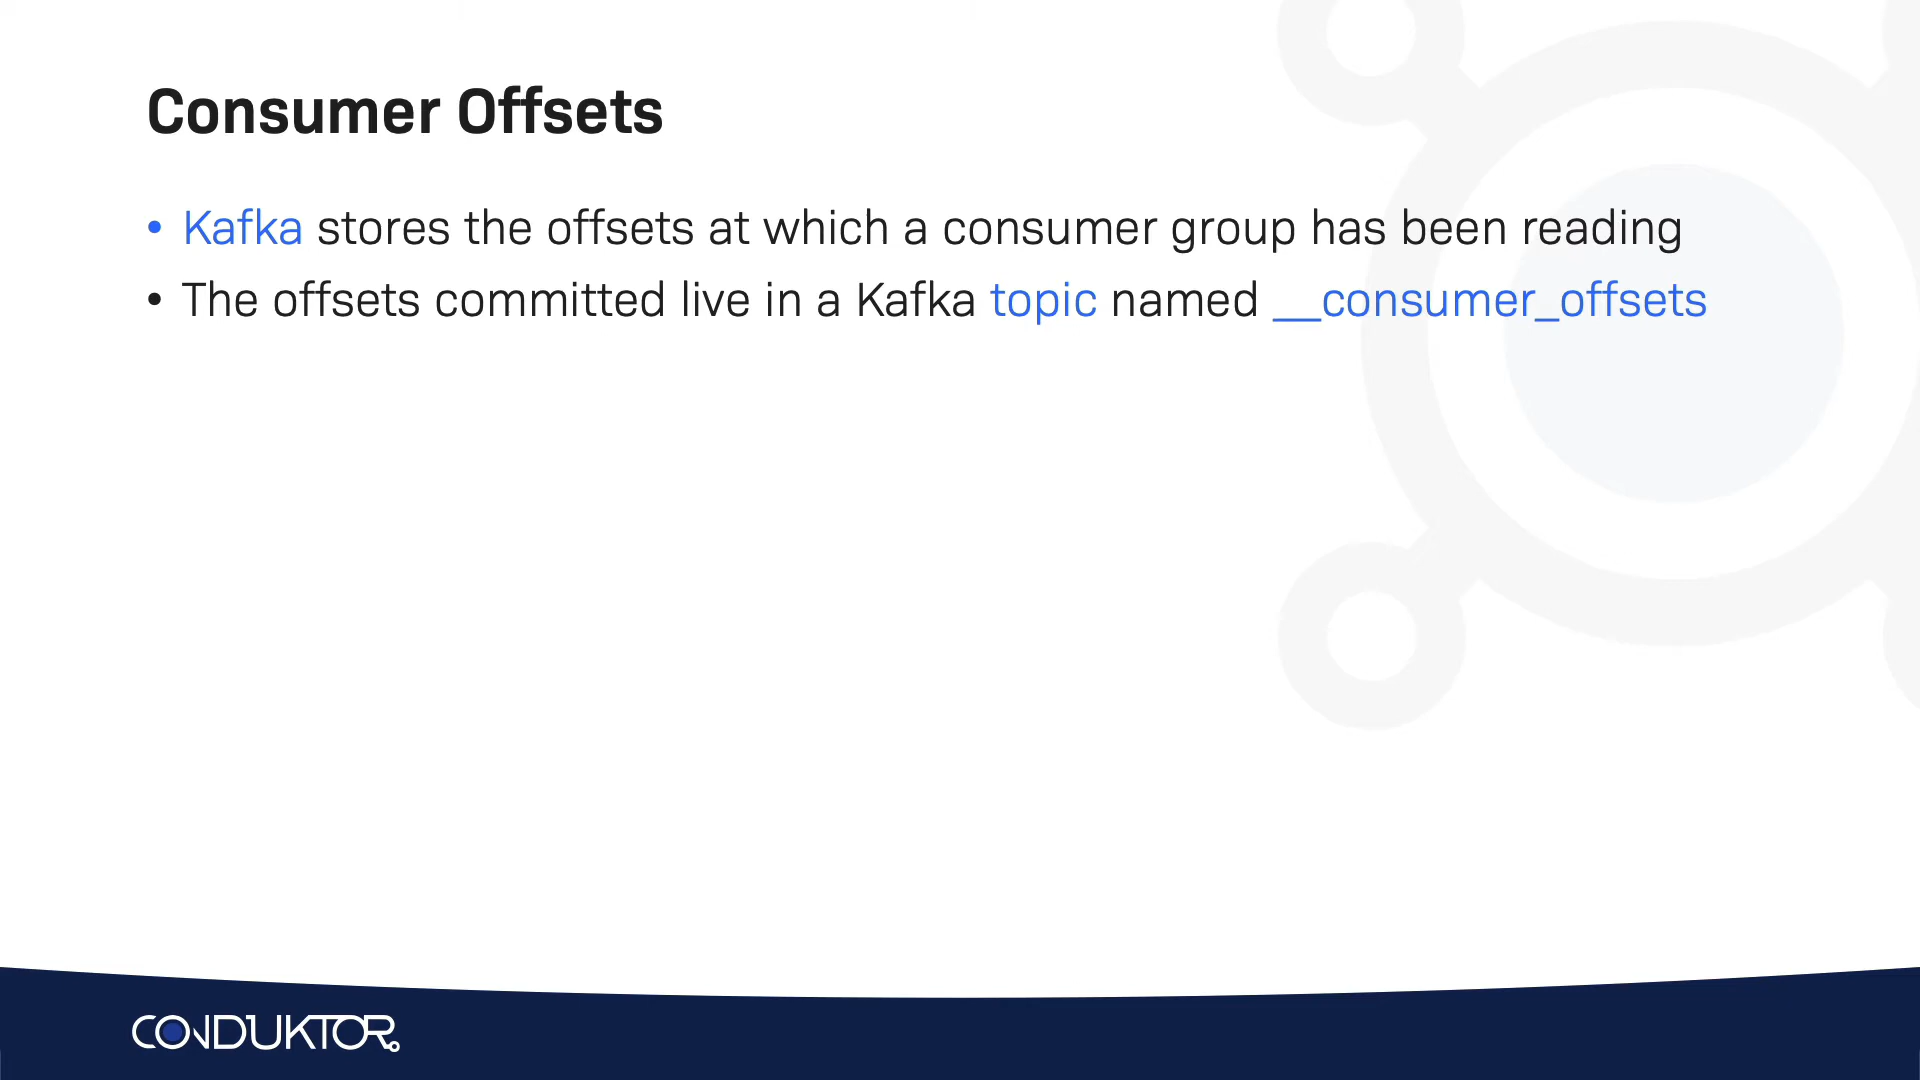 Consumer Offsets
• Kafka stores the offsets at which a consumer group has been reading
• The offsets committed live in a Kafka topic named __consumer_offsets
CONDUKTOR